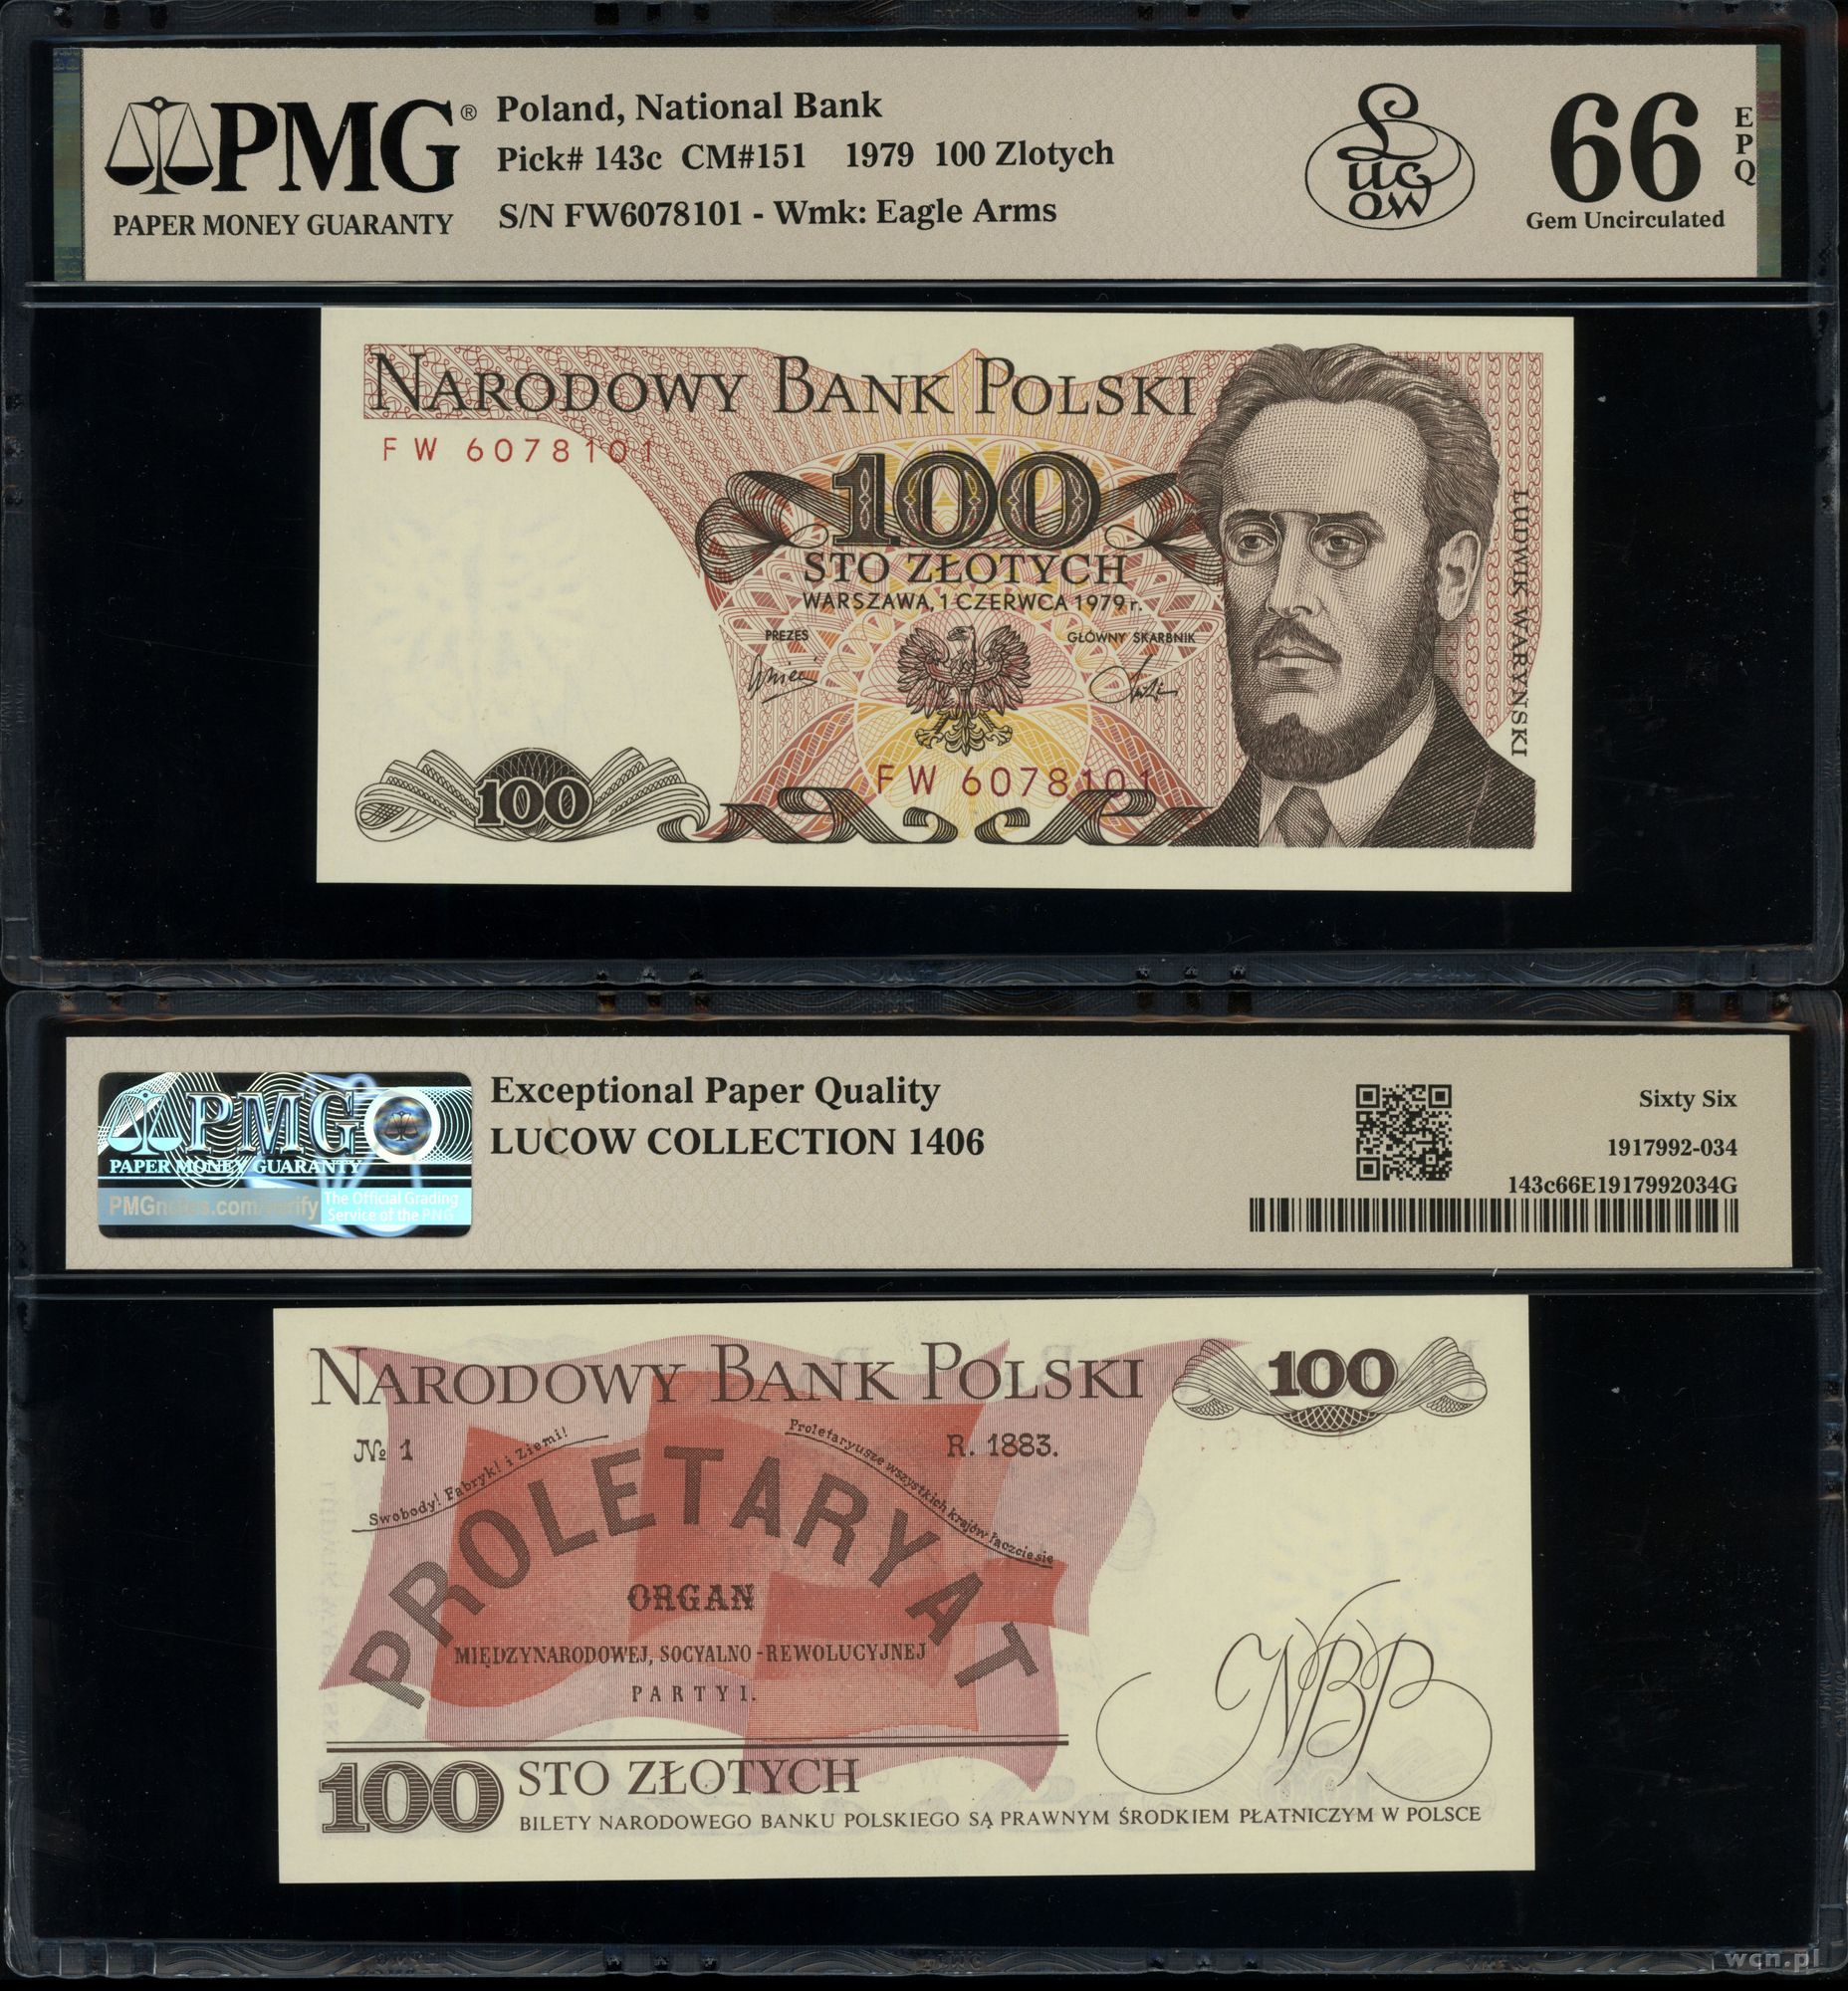 PMG®
PAPER MONEY GUARANTY
Poland, National Bank
Pick# 143c CM#151 1979 100 Zlotych
S/N FW6078101 - Wmk: Eagle Arms
Lucow
66
EPQ
Gem Uncirculated
NARODOWY BANK POLSKI
FW 6078101
100
STO ZŁOTYCH
WARSZAWA, 1 CZERWCA 1979 r.
PREZES
GŁÓWNY SKARBNIK
FW 6078101
100
LUDWIK WARYŃSKI
PMG
PAPER MONEY GUARANTY
PMGnotes.com/verify
The Official Grading
Service of the PNG
Exceptional Paper Quality
LUCOW COLLECTION 1406
Sixty Six
1917992-034
143c66E1917992034G
NARODOWY BANK POLSKI
100
№ 1
R. 1883.
Swobody! Fabryk! i Ziemi!
Proletaryusze wszystkich krajów łączcie sie
PROLETARYAT
ORGAN
MIĘDZYNARODOWEJ, SOCYALNO-REWOLUCYJNEJ
PARTYI.
NBP
100 STO ZŁOTYCH
BILETY NARODOWEGO BANKU POLSKIEGO SĄ PRAWNYM ŚRODKIEM PŁATNICZYM W POLSCE
wcn.pl